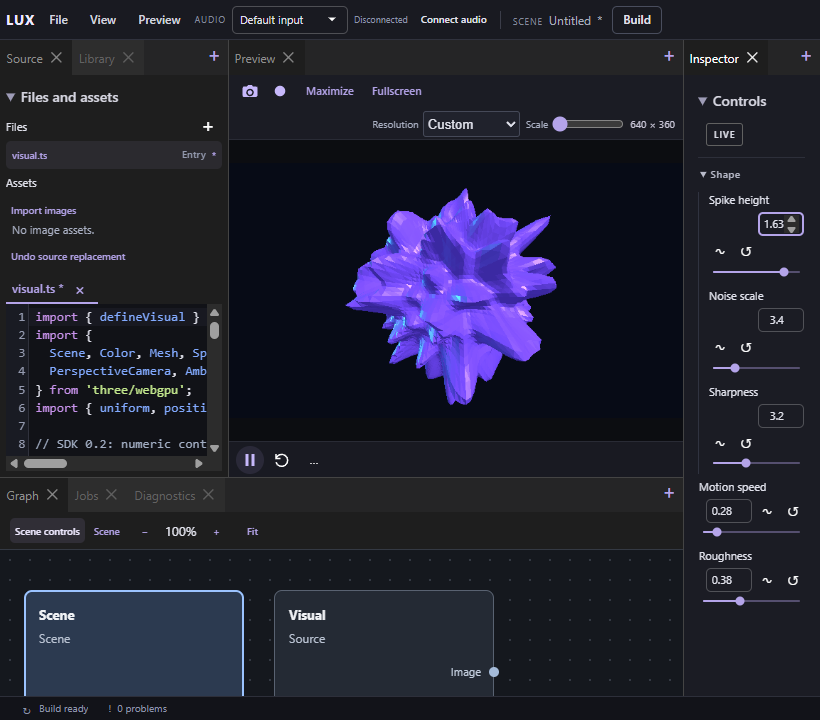 LUX File View Preview AUDIO Default input Disconnected Connect audio SCENE Untitled * Build
Source Library +
Files and assets
Files +
visual.ts Entry *
Assets
Import images
No image assets.
Undo source replacement
visual.ts *
1 import { defineVisual }
2 import {
3 Scene, Color, Mesh, Sp
4 PerspectiveCamera, Amb
5 } from 'three/webgpu';
6 import { uniform, positi
7
8 // SDK 0.2: numeric cont
Preview +
Maximize Fullscreen
Resolution Custom Scale 640 × 360
...
Graph Jobs Diagnostics +
Scene controls Scene − 100% + Fit
Scene
Scene
Visual
Source
Image
Inspector +
Controls
LIVE
Shape
Spike height
1.63
Noise scale
3.4
Sharpness
3.2
Motion speed
0.28
Roughness
0.38
Build ready ! 0 problems